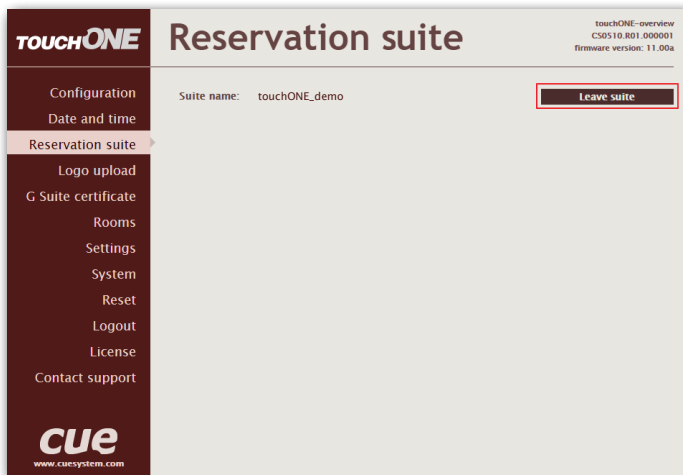 TOUCHONE
Reservation suite
touchONE-overview
CS0510.R01.000001
firmware version: 11.00a
Configuration
Date and time
Reservation suite
Logo upload
G Suite certificate
Rooms
Settings
System
Reset
Logout
License
Contact support
Suite name: touchONE_demo
Leave suite
cue
www.cuesystem.com